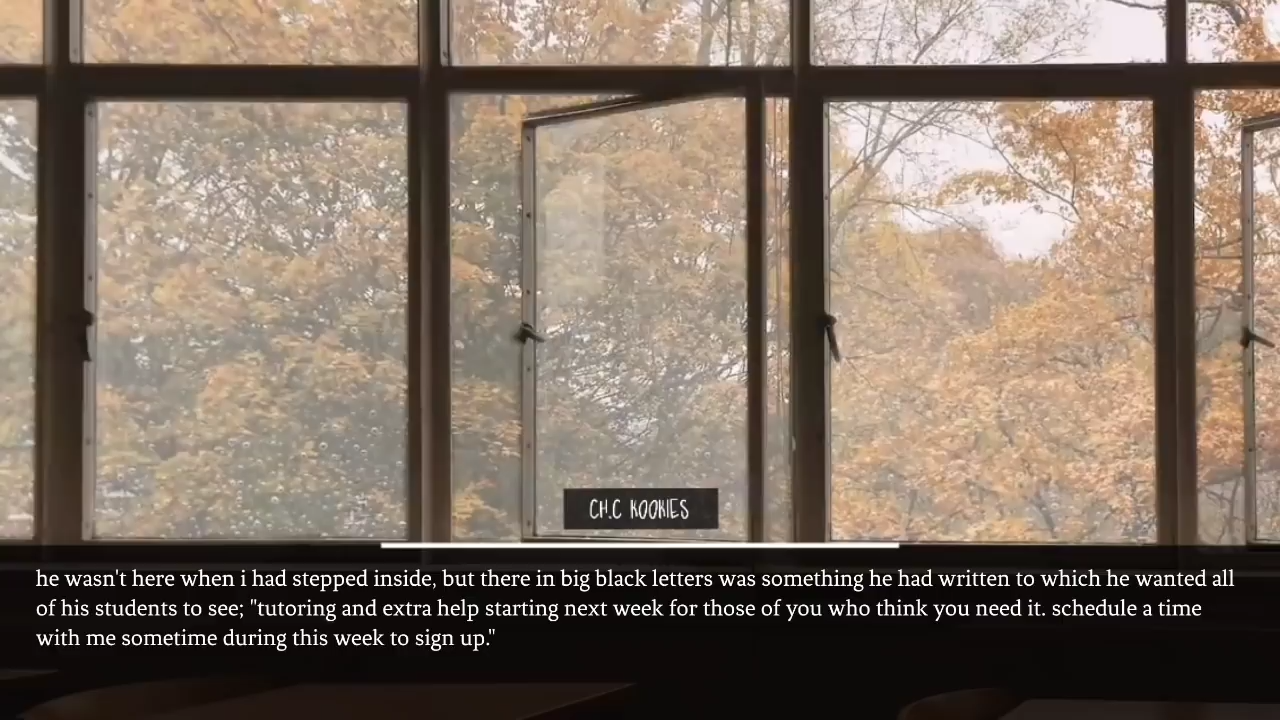 CH.C KOOKIES
he wasn't here when i had stepped inside, but there in big black letters was something he had written to which he wanted all
of his students to see; "tutoring and extra help starting next week for those of you who think you need it. schedule a time
with me sometime during this week to sign up."